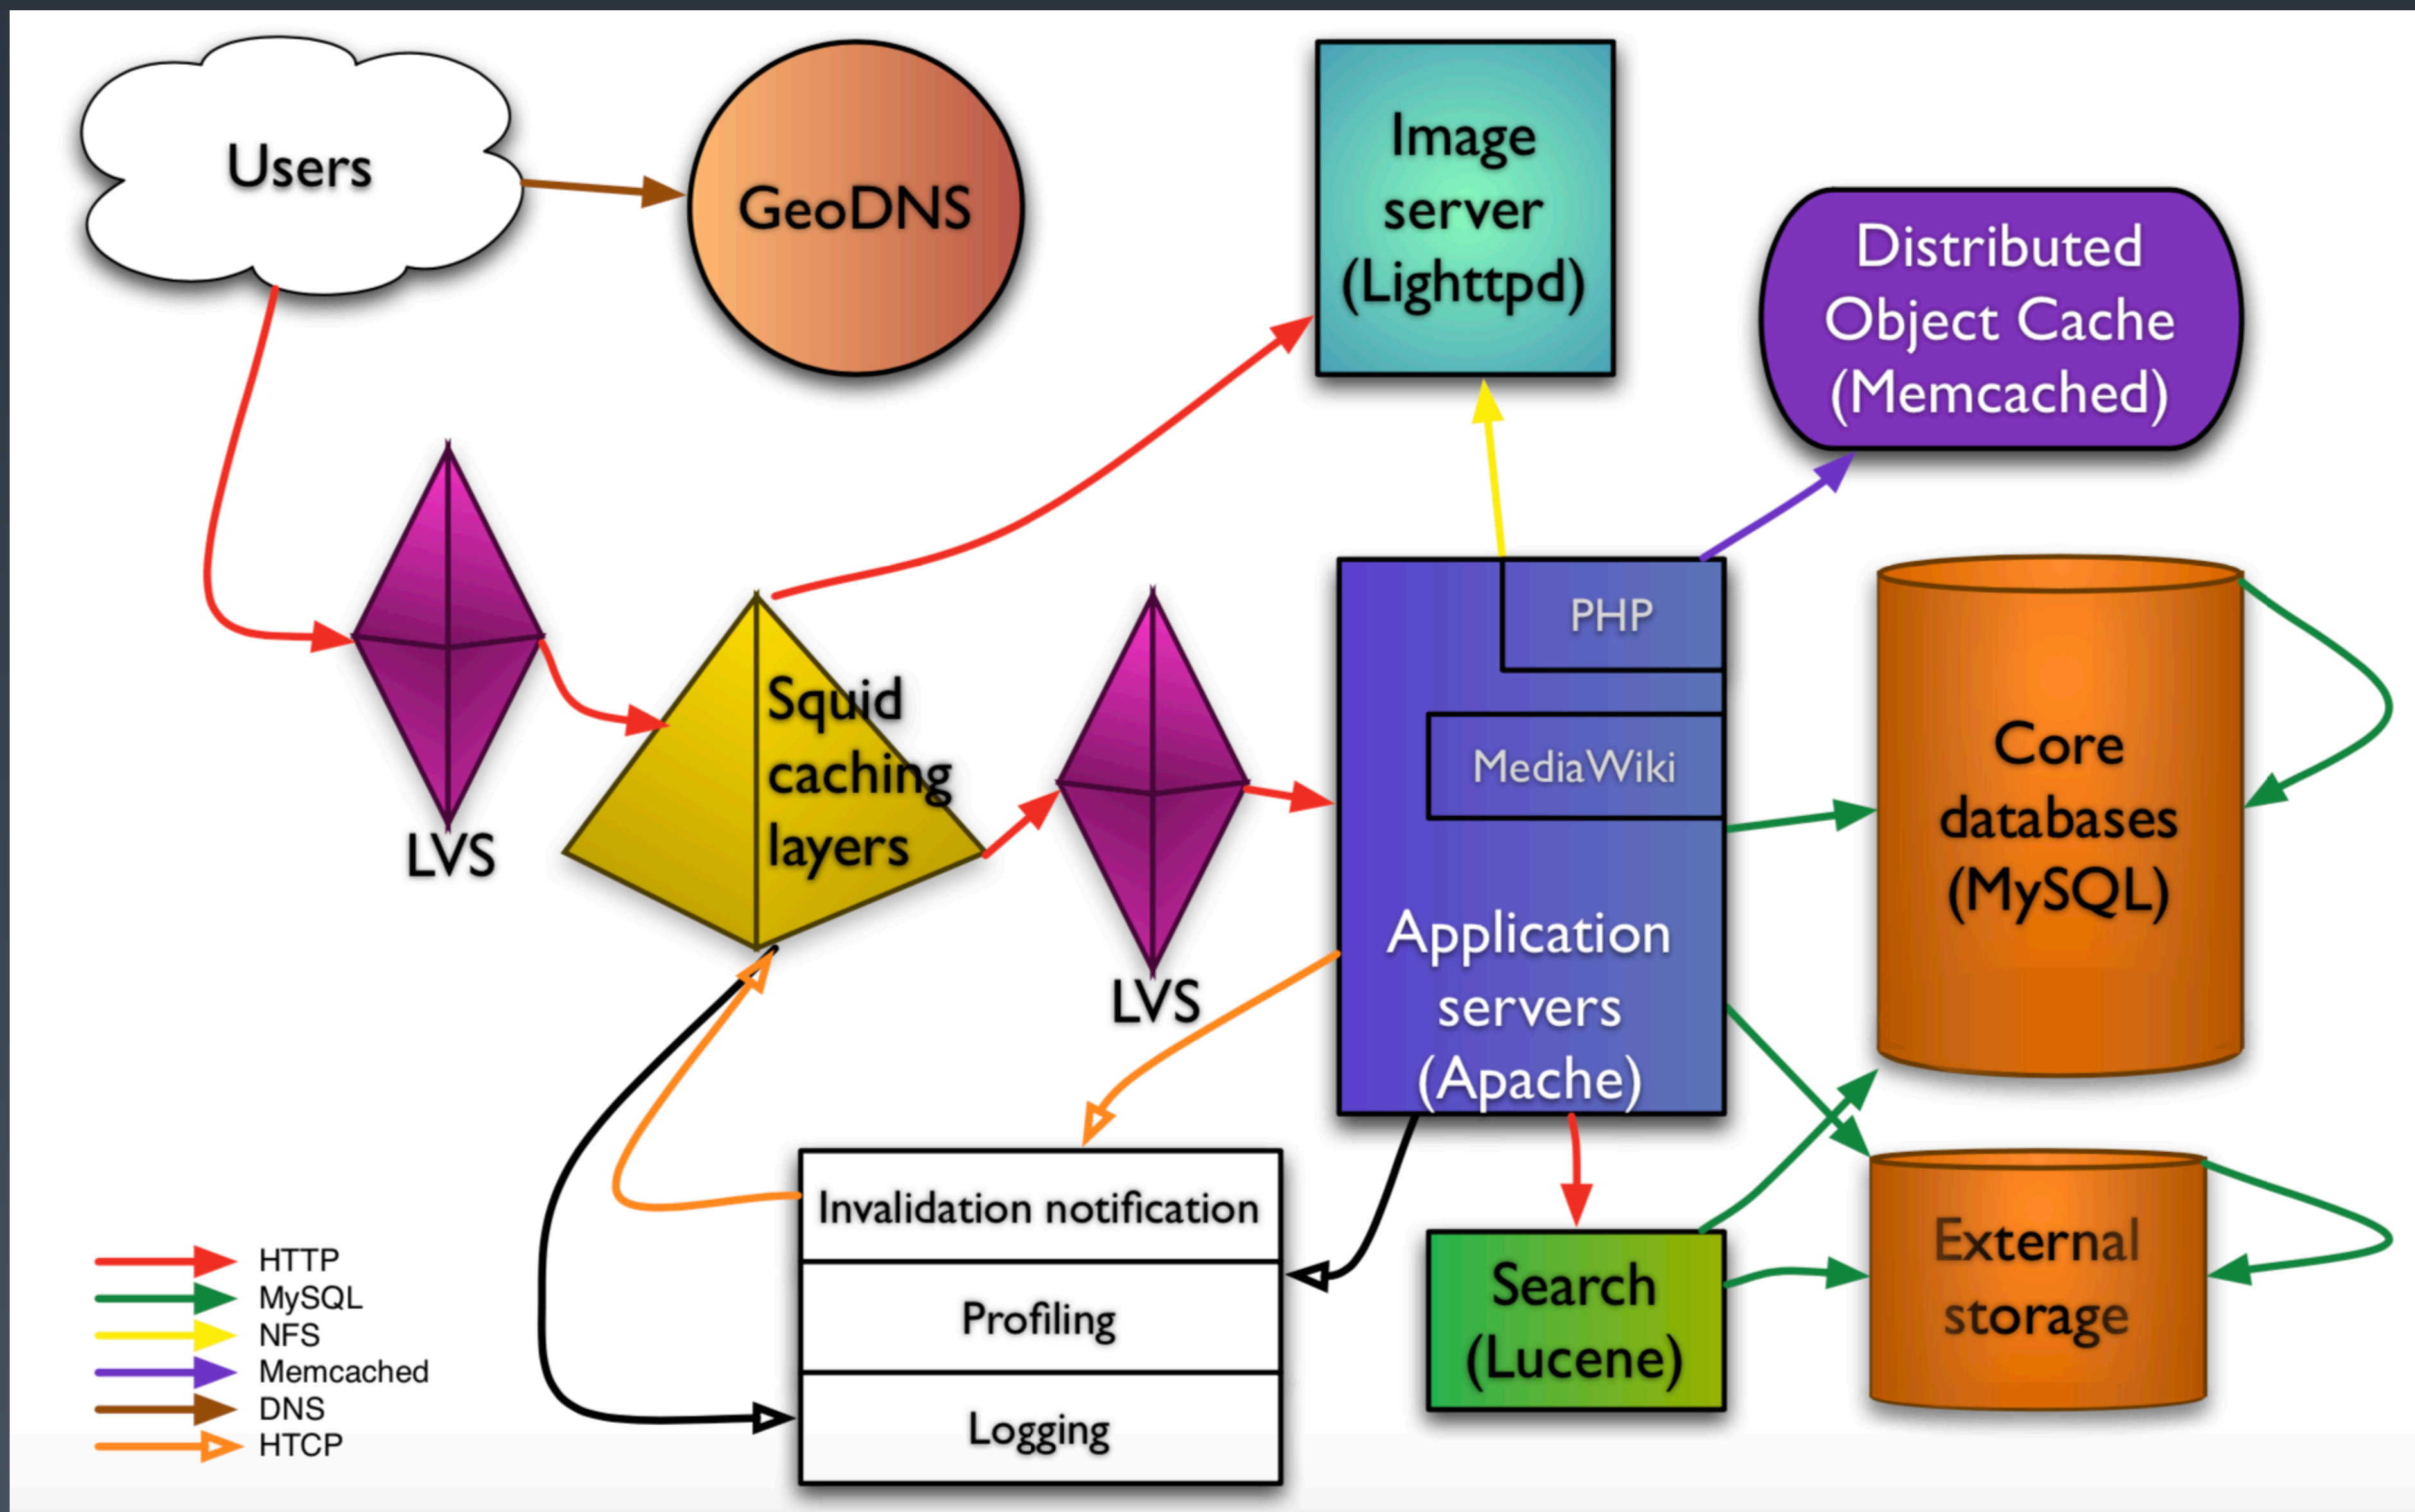 Users
GeoDNS
Image
server
(Lighttpd)
Distributed
Object Cache
(Memcached)
LVS
Squid
caching
layers
LVS
PHP
MediaWiki
Application
servers
(Apache)
Core
databases
(MySQL)
Invalidation notification
Profiling
Logging
Search
(Lucene)
External
storage
HTTP
MySQL
NFS
Memcached
DNS
HTCP